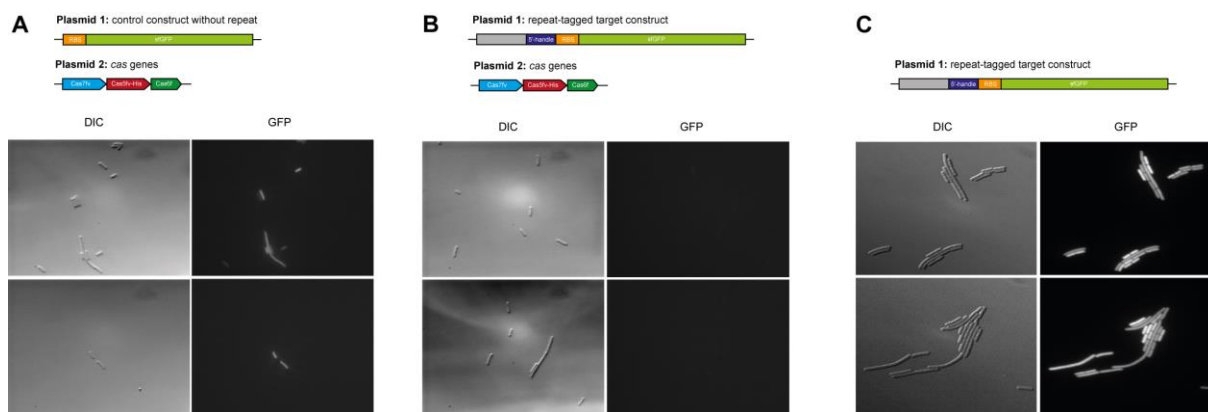 A
Plasmid 1: control construct without repeat
RBS
sfGFP
Plasmid 2: cas genes
Cas7fv
Cas5fv-His
Cas6f
DIC
GFP
B
Plasmid 1: repeat-tagged target construct
5'-handle
RBS
sfGFP
Plasmid 2: cas genes
Cas7fv
Cas5fv-His
Cas6f
DIC
GFP
C
Plasmid 1: repeat-tagged target construct
5'-handle
RBS
sfGFP
DIC
GFP